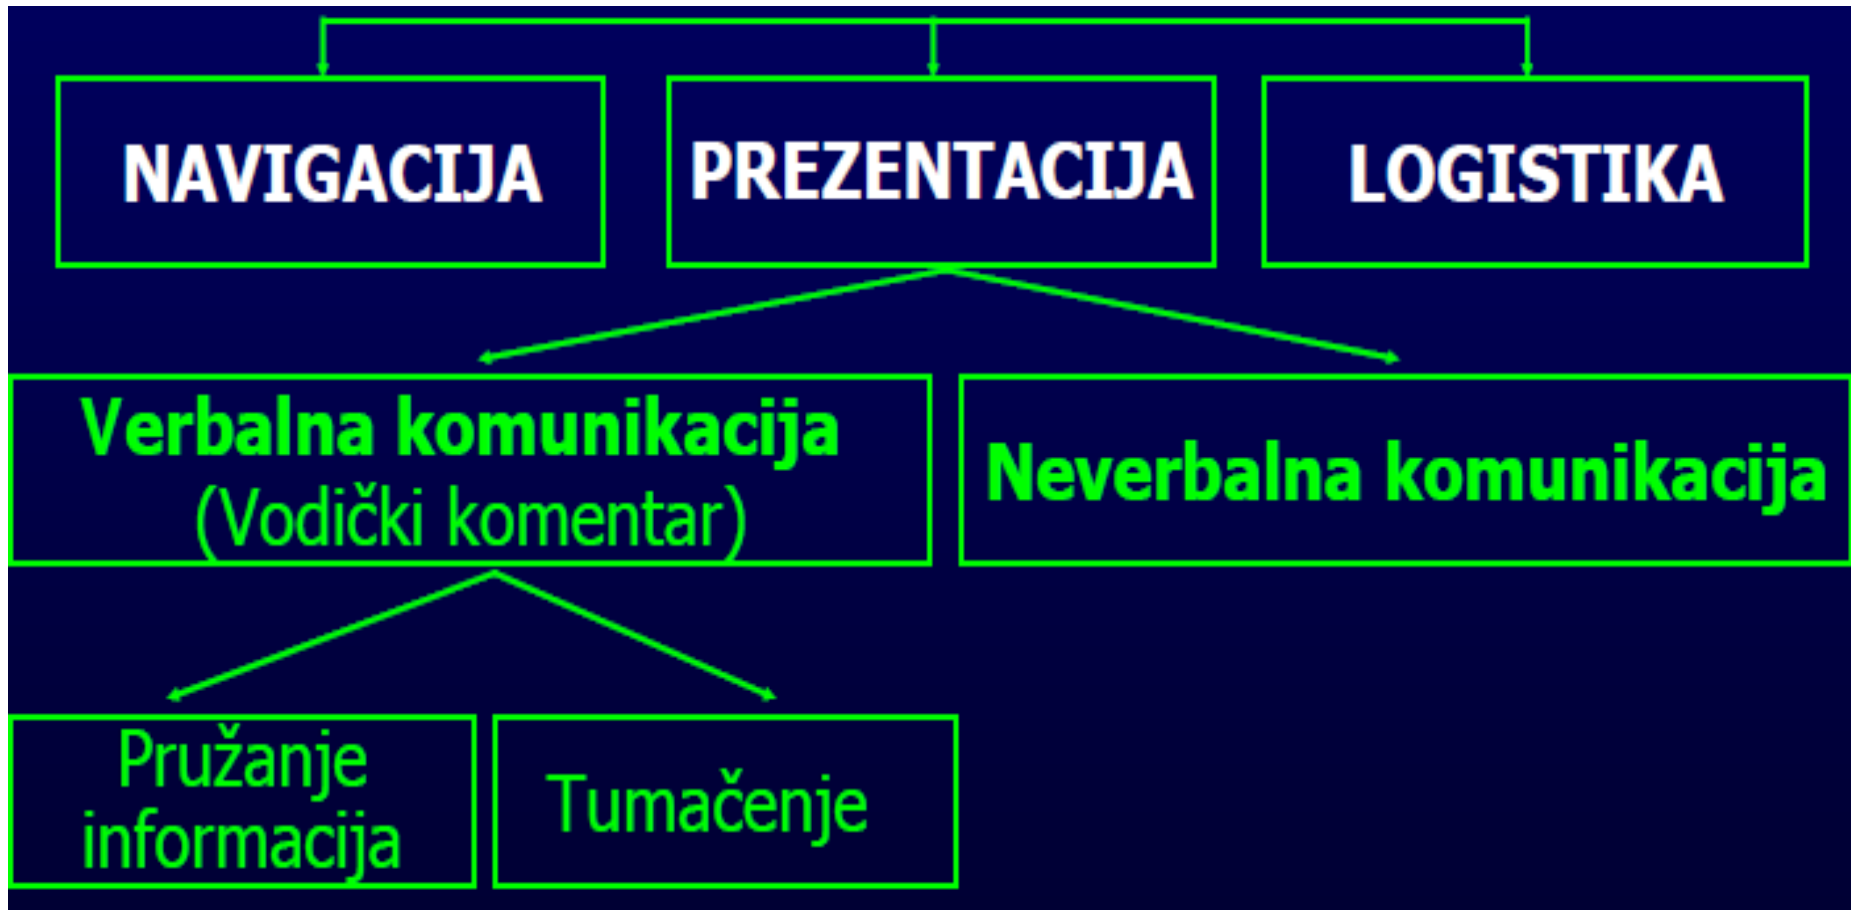 NAVIGACIJA
PREZENTACIJA
LOGISTIKA
Verbalna komunikacija
(Vodički komentar)
Neverbalna komunikacija
Pružanje
informacija
Tumačenje